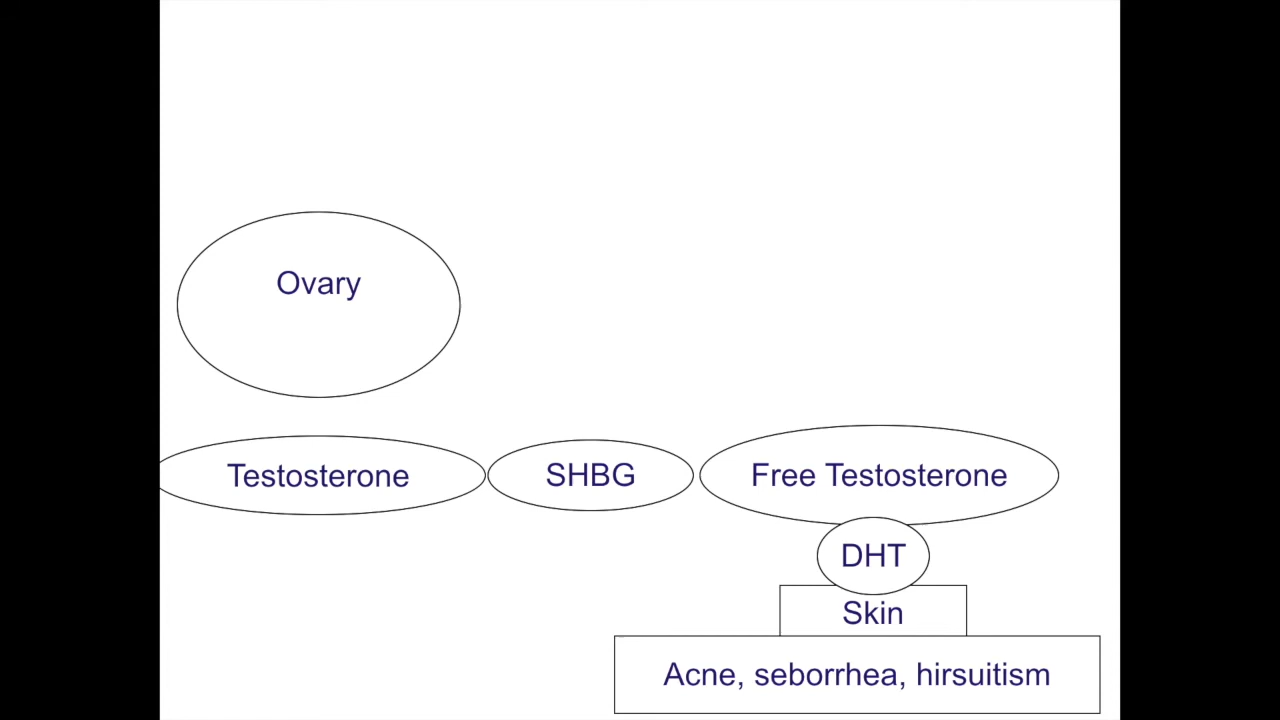 Ovary
Testosterone
SHBG
Free Testosterone
DHT
Skin
Acne, seborrhea, hirsuitism